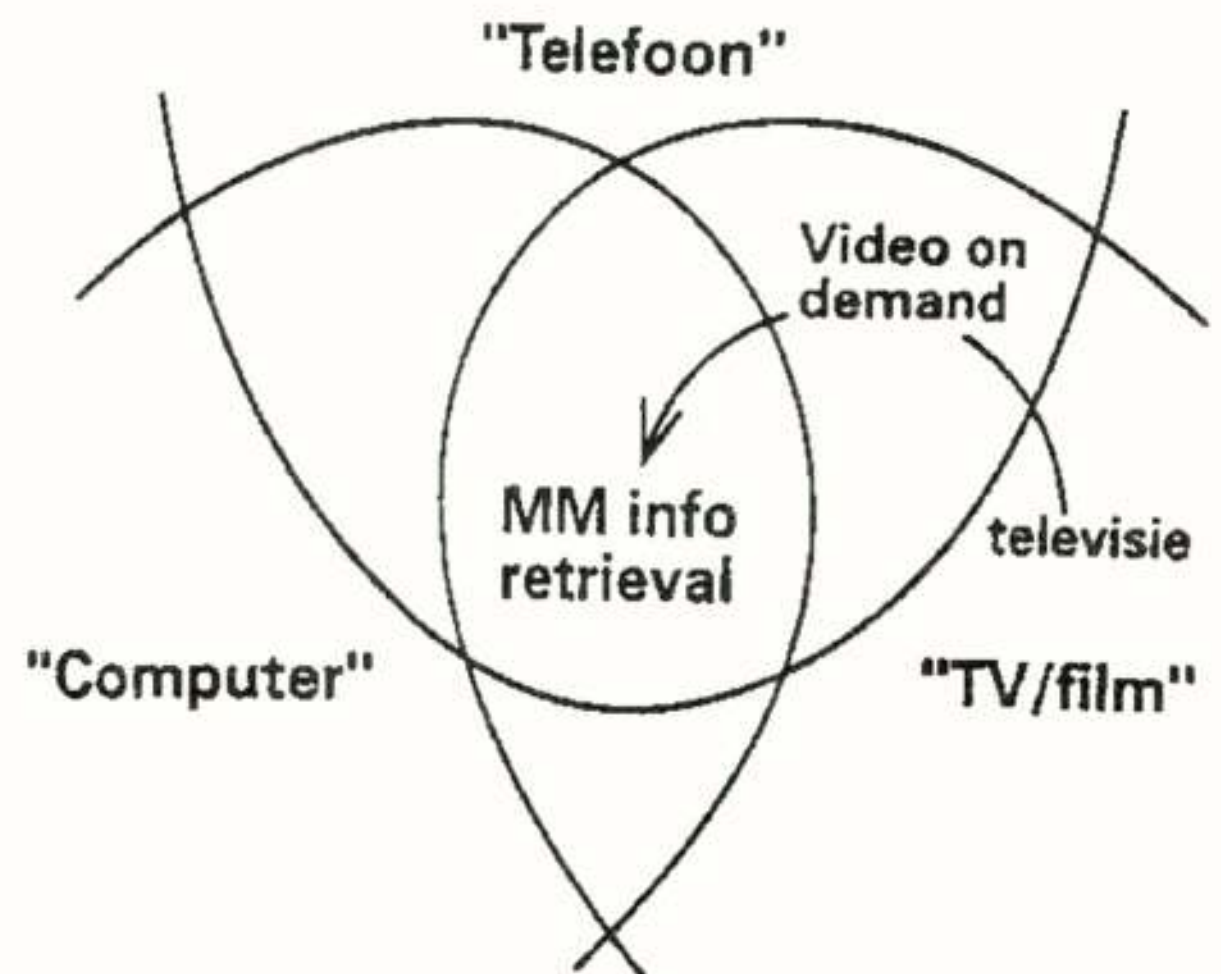 "Telefoon"
Video on
demand
MM info
retrieval
televisie
"Computer"
"TV/film"